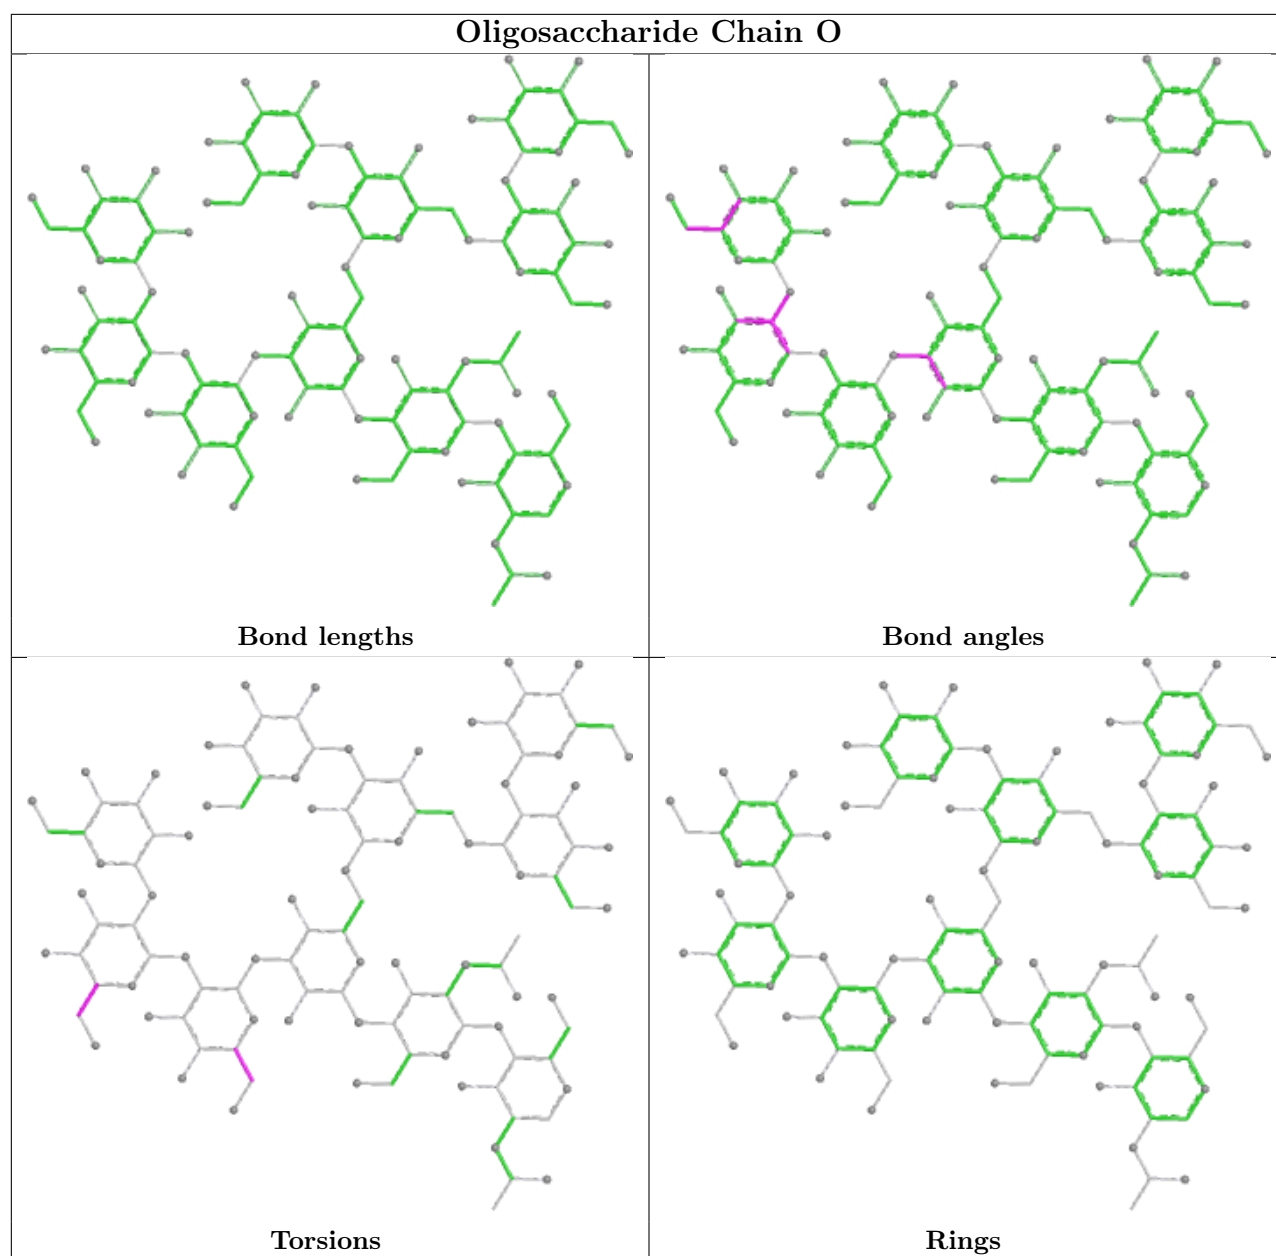 Oligosaccharide Chain O
Bond lengths
Bond angles
Torsions
Rings